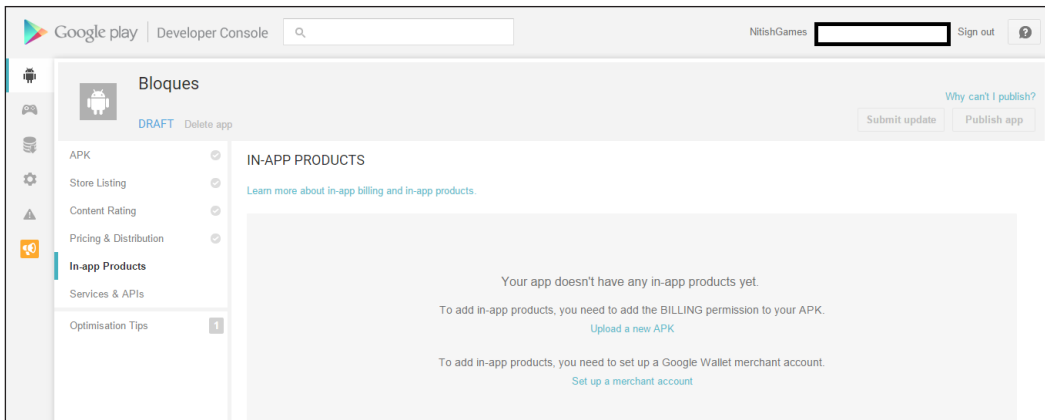 Google play Developer Console NitishGames Sign out
Bloques
Why can't I publish?
DRAFT Delete app Submit update Publish app
APK
IN-APP PRODUCTS
Store Listing
Learn more about in-app billing and in-app products.
Content Rating
Pricing & Distribution
In-app Products
Your app doesn't have any in-app products yet.
Services & APIs
To add in-app products, you need to add the BILLING permission to your APK.
Optimisation Tips 1
Upload a new APK
To add in-app products, you need to set up a Google Wallet merchant account.
Set up a merchant account